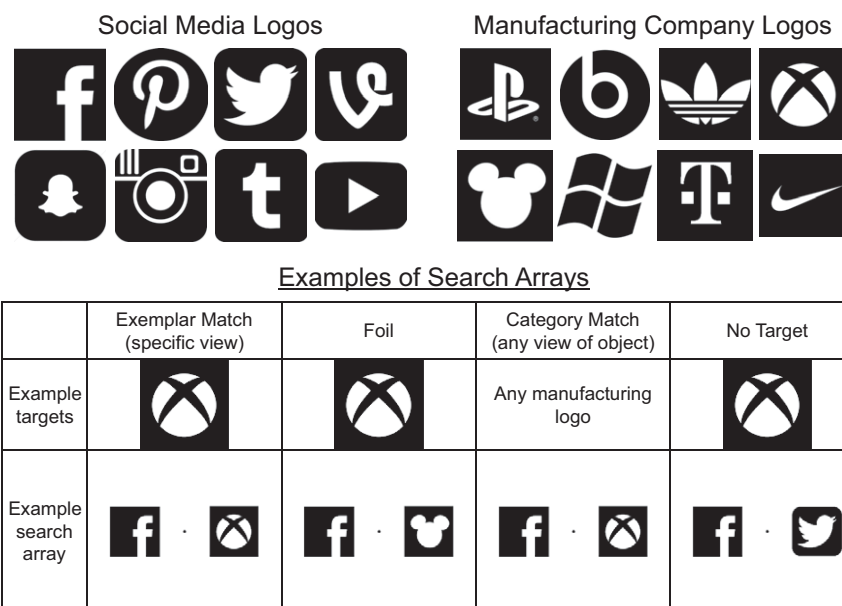 Social Media Logos
Manufacturing Company Logos
f
b
t
T
Examples of Search Arrays
Exemplar Match
(specific view)
Foil
Category Match
(any view of object)
No Target
Example
targets
Any manufacturing
logo
Example
search
array
f
f
f
f